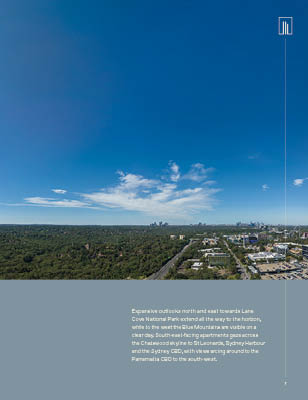 Expansive outlooks north and east towards Lane
Cove National Park extend all the way to the horizon,
while to the west the Blue Mountains are visible on a
clear day. South-east-facing apartments gaze across
the Chatswood skyline to St Leonards, Sydney Harbour
and the Sydney CBD, with views arcing around to the
Parramatta CBD to the south-west.